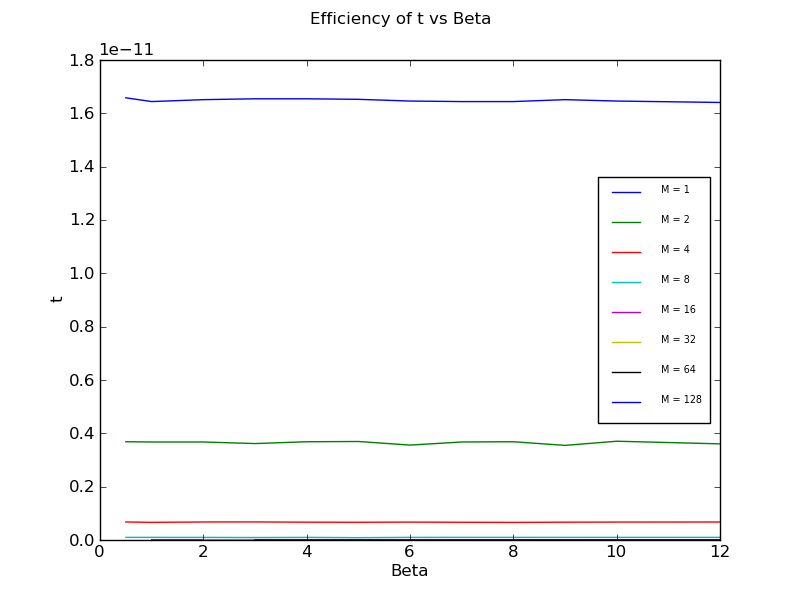 Efficiency of t vs Beta
1e−11
1.8
1.6
1.4
1.2
1.0
0.8
0.6
0.4
0.2
0.0
t
0 2 4 6 8 10 12
Beta
M = 1
M = 2
M = 4
M = 8
M = 16
M = 32
M = 64
M = 128